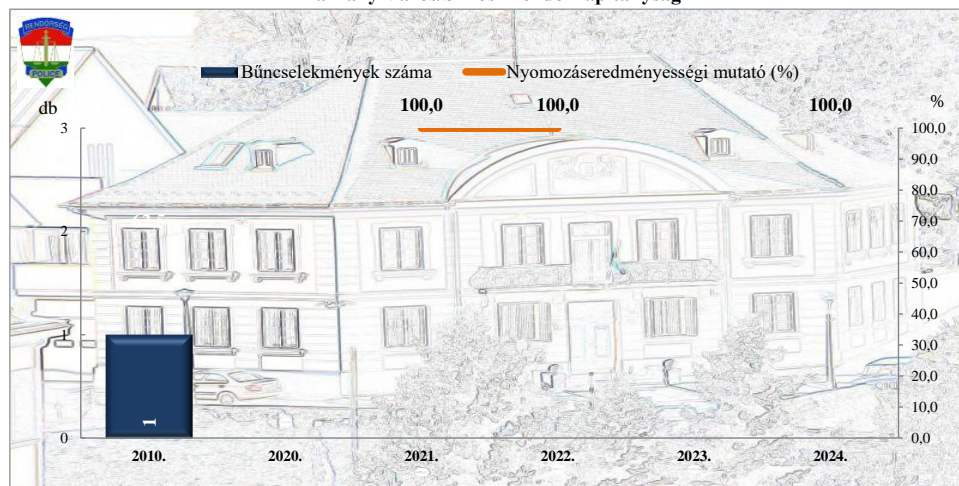 RENDŐRSÉG
POLICE
Bűncselekmények száma
Nyomozáseredményességi mutató (%)
db
%
100,0 100,0 100,0
3
2
1
0
100,0
90,0
80,0
70,0
60,0
50,0
40,0
30,0
20,0
10,0
0,0
1
2010. 2020. 2021. 2022. 2023. 2024.